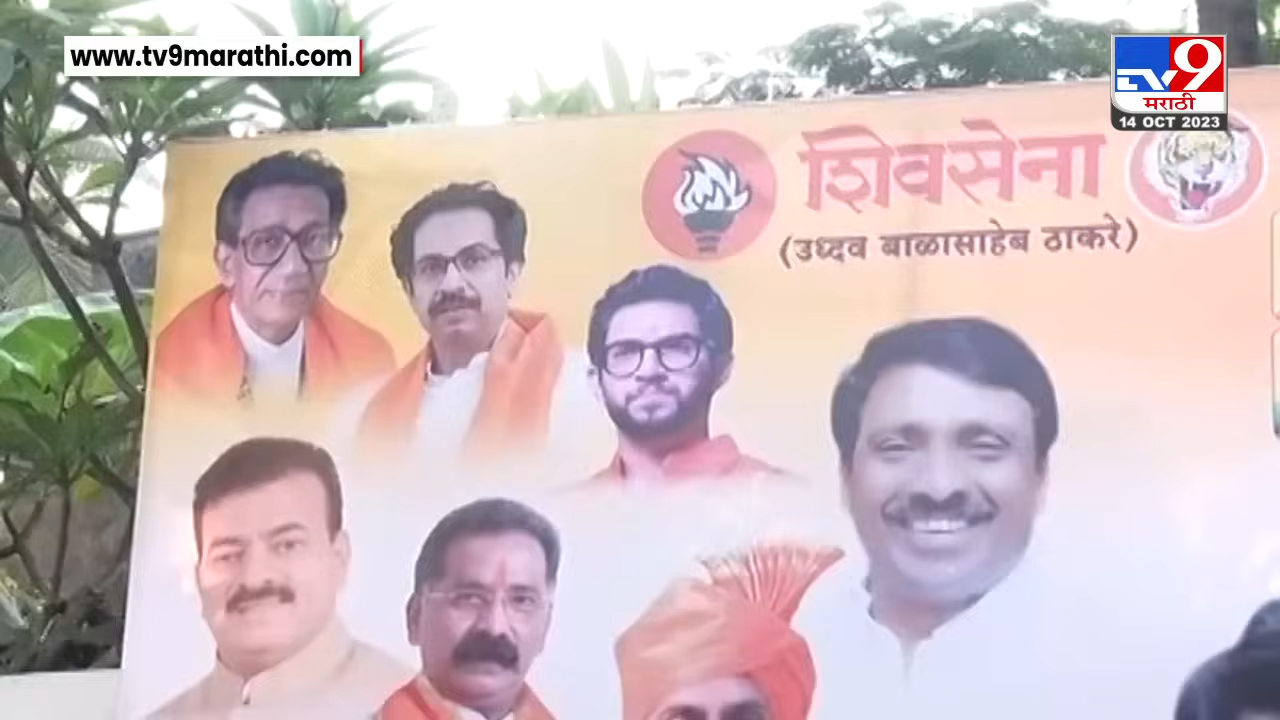 www.tv9marathi.com
TV9
मराठी
14 OCT 2023
शिवसेना
(उध्दव बाळासाहेब ठाकरे)